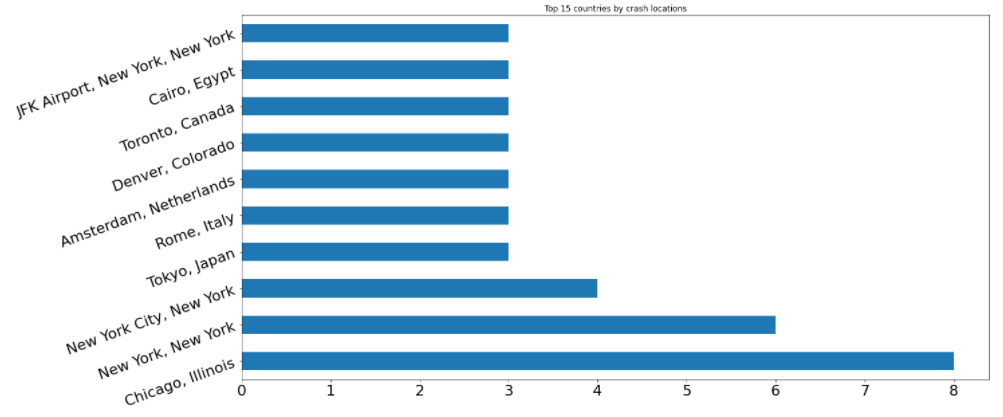 Top 15 countries by crash locations
JFK Airport, New York, New York
Cairo, Egypt
Toronto, Canada
Denver, Colorado
Amsterdam, Netherlands
Rome, Italy
Tokyo, Japan
New York City, New York
New York, New York
Chicago, Illinois
0 1 2 3 4 5 6 7 8